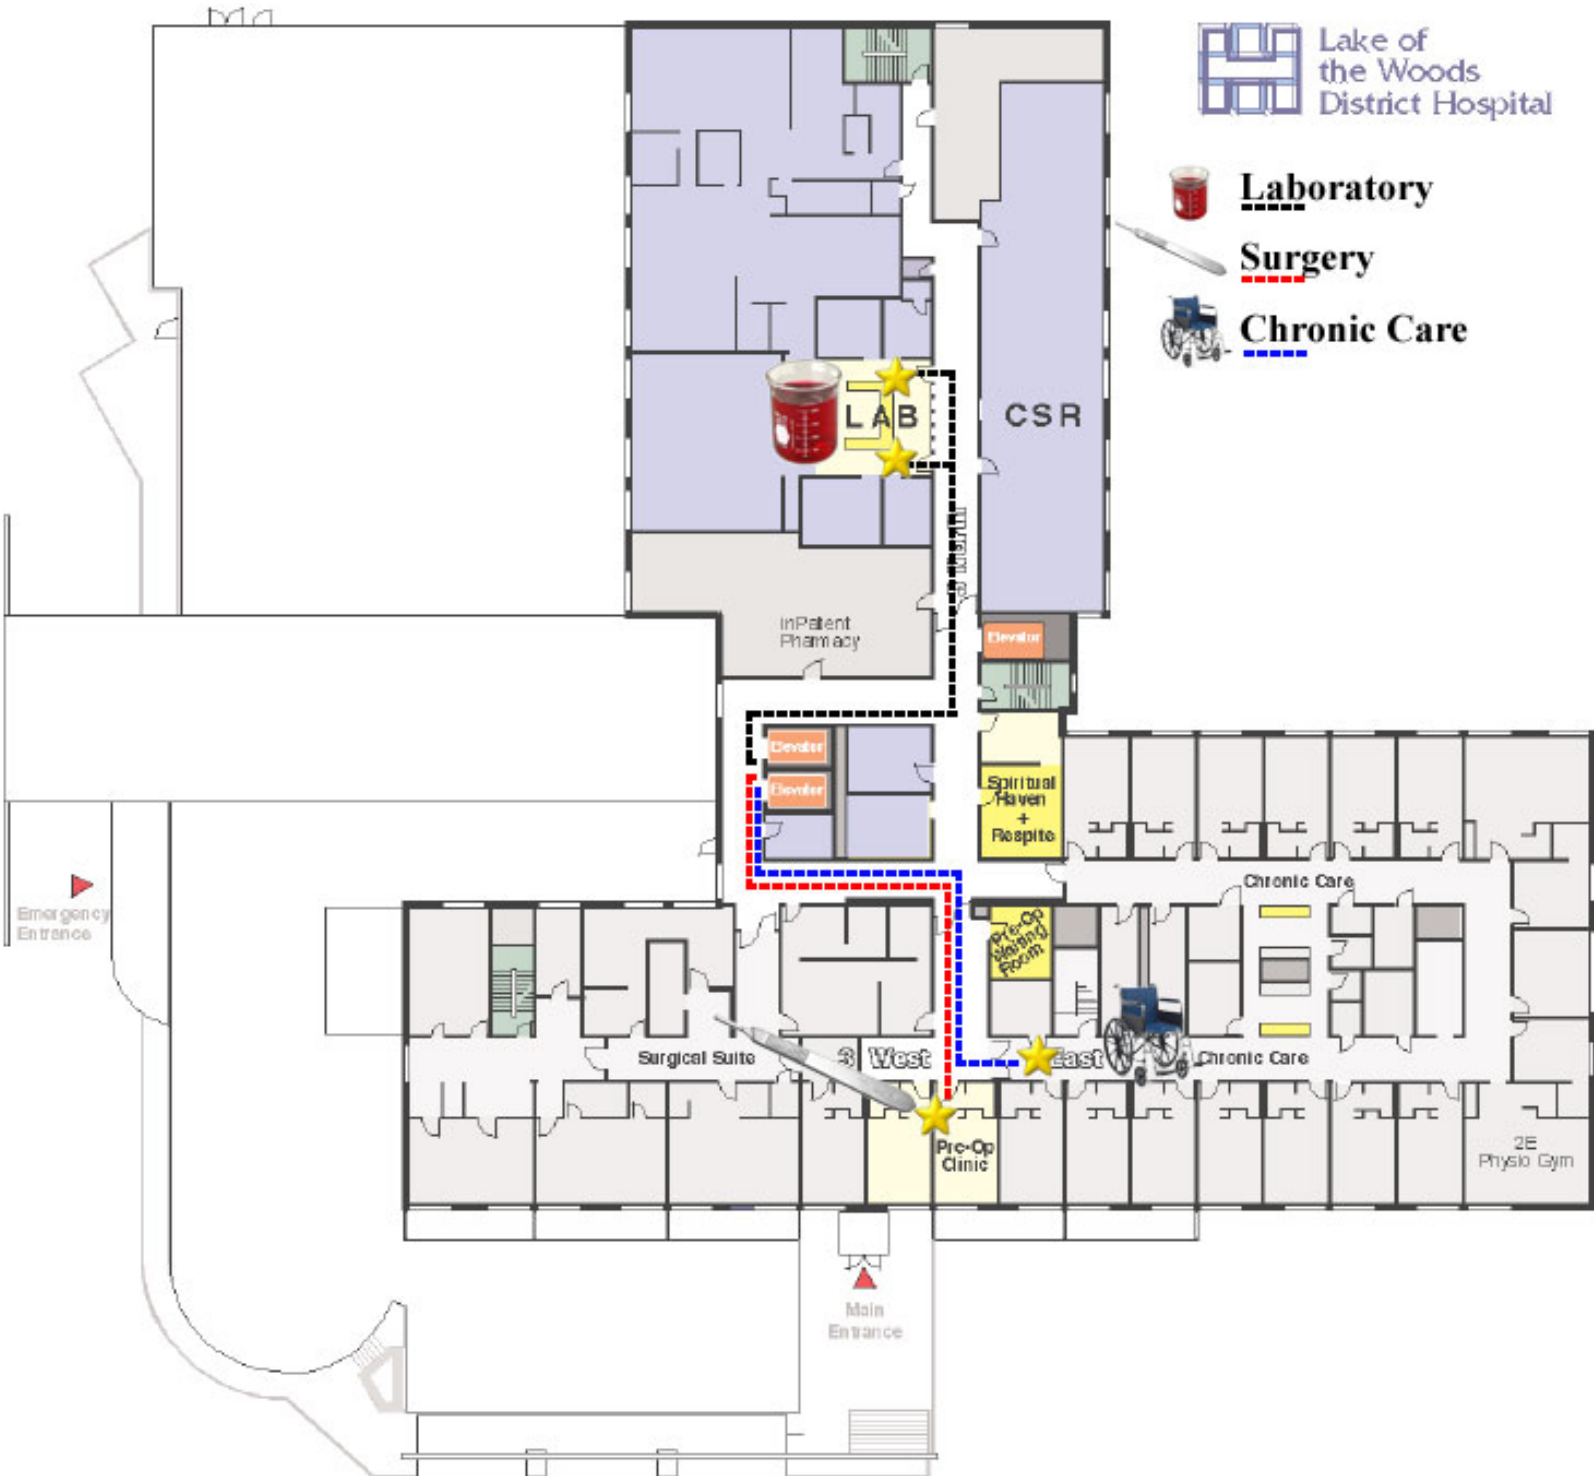 Lake of
the Woods
District Hospital
Laboratory
Surgery
Chronic Care
LAB
CSR
inPatient
Pharmacy
Elevator
Elevator
Elevator
Spiritual
Haven
+
Respite
Chronic Care
Emergency
Entrance
Pre-Op
Waiting
Room
Surgical Suite
3 West
East
Chronic Care
Pre-Op
Clinic
2E
Physio Gym
Main
Entrance